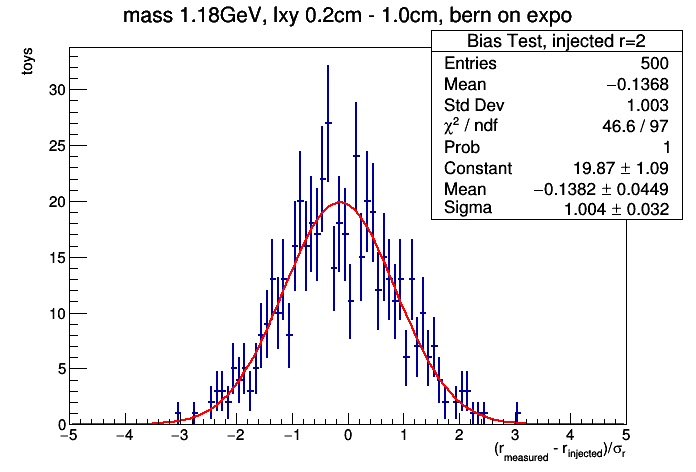 mass 1.18GeV, lxy 0.2cm - 1.0cm, bern on expo
toys
Bias Test, injected r=2
Entries 500
Mean −0.1368
Std Dev 1.003
χ² / ndf 46.6 / 97
Prob 1
Constant 19.87 ± 1.09
Mean −0.1382 ± 0.0449
Sigma 1.004 ± 0.032
30
25
20
15
10
5
0
−5 −4 −3 −2 −1 0 1 2 3 4 5
(r_measured - r_injected)/σ_r